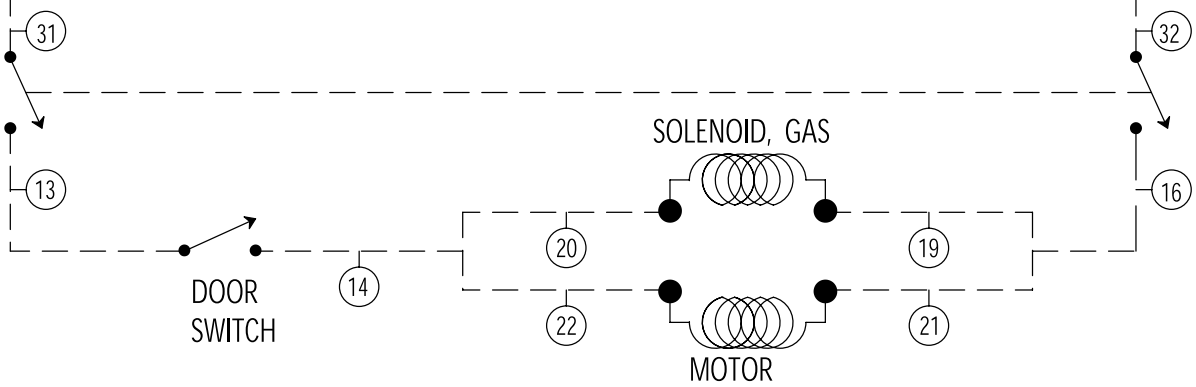 31
32
SOLENOID, GAS
13
16
20
19
DOOR
SWITCH
14
22
21
MOTOR